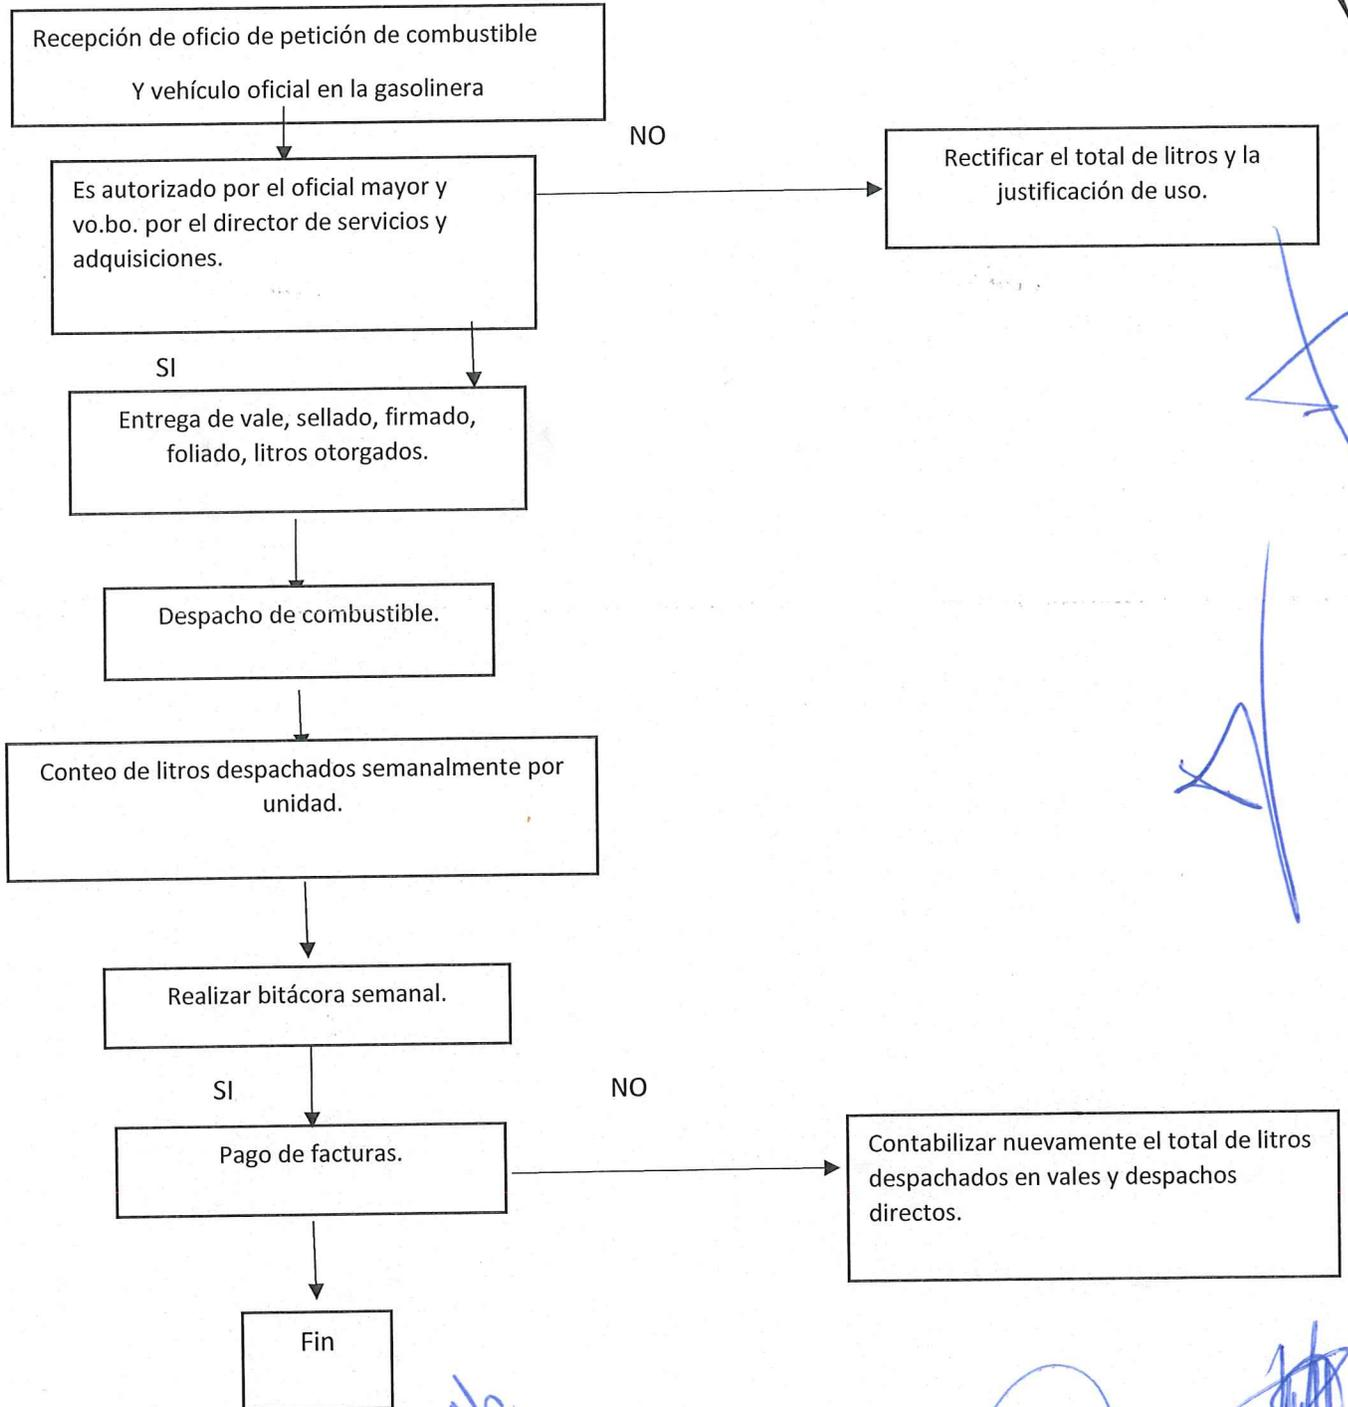 Recepción de oficio de petición de combustible
Y vehículo oficial en la gasolinera
NO
Rectificar el total de litros y la
justificación de uso.
Es autorizado por el oficial mayor y
vo.bo. por el director de servicios y
adquisiciones.
SI
Entrega de vale, sellado, firmado,
foliado, litros otorgados.
Despacho de combustible.
Conteo de litros despachados semanalmente por
unidad.
Realizar bitácora semanal.
SI
NO
Pago de facturas.
Contabilizar nuevamente el total de litros
despachados en vales y despachos
directos.
Fin